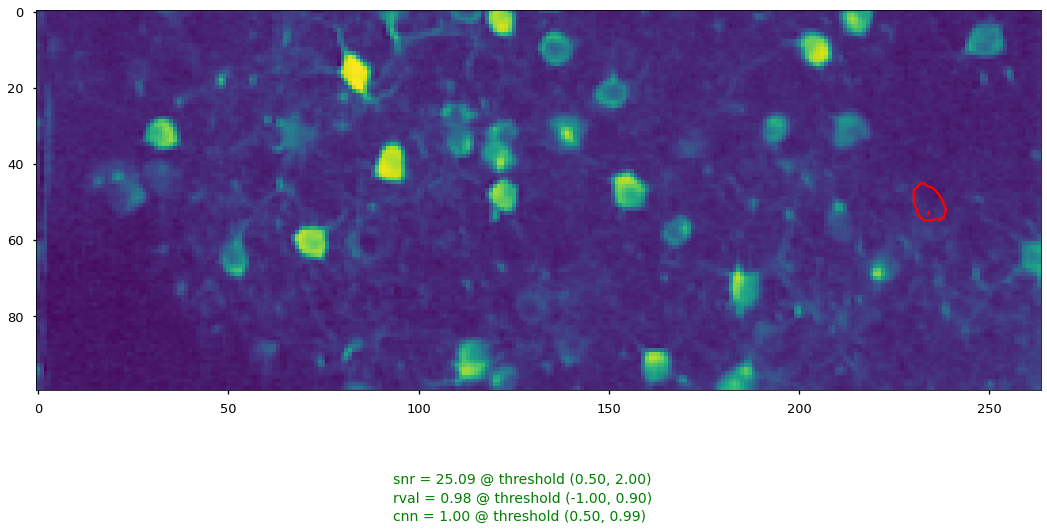 0
20
40
60
80
0 50 100 150 200 250
snr = 25.09 @ threshold (0.50, 2.00)
rval = 0.98 @ threshold (-1.00, 0.90)
cnn = 1.00 @ threshold (0.50, 0.99)